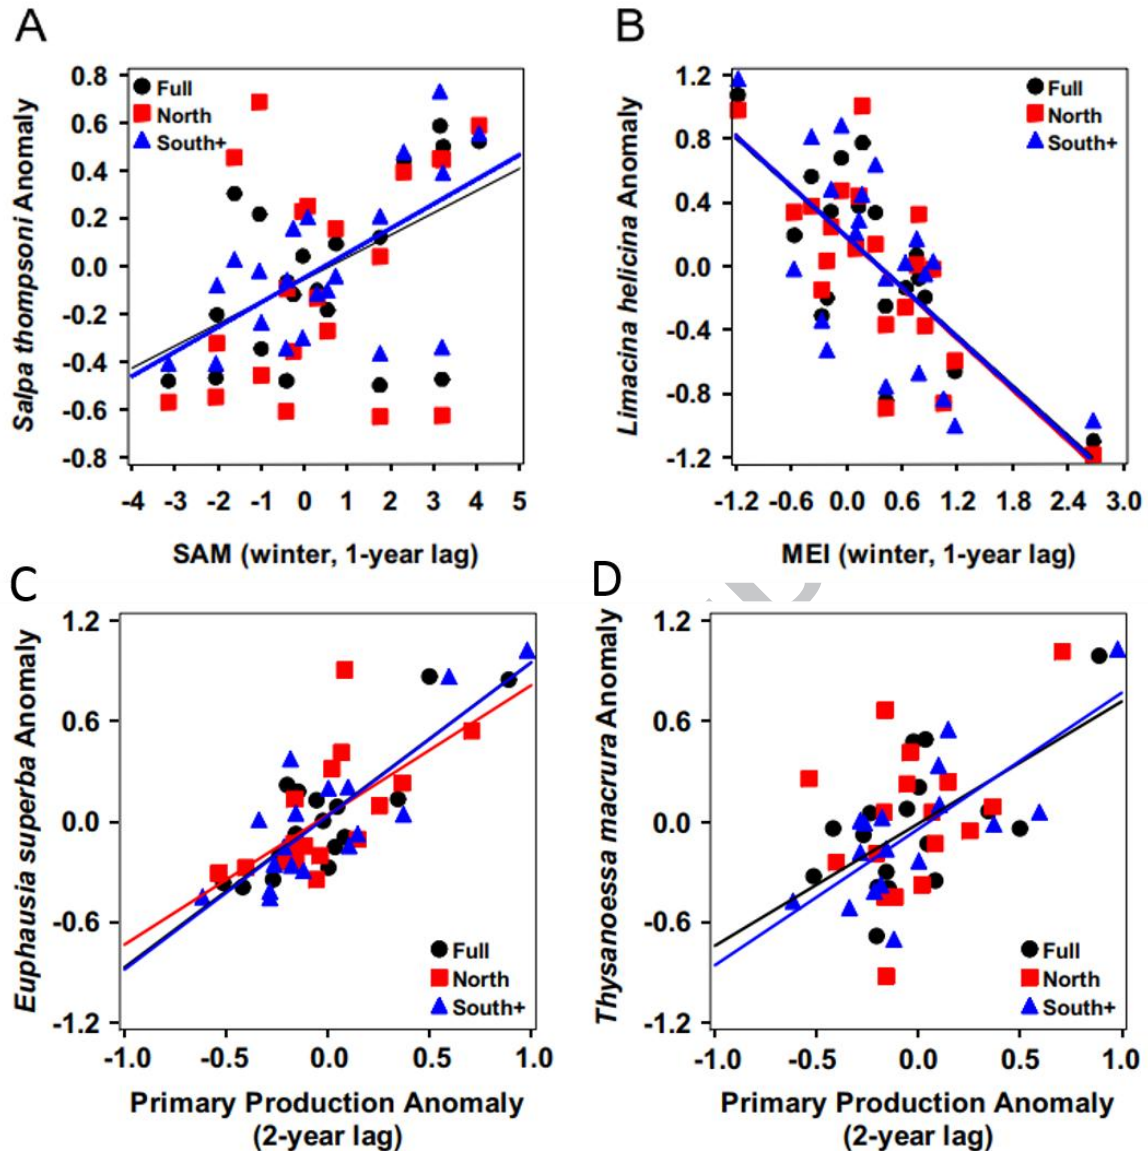 A
Salpa thompsoni Anomaly
0.8
0.6
0.4
0.2
0.0
-0.2
-0.4
-0.6
-0.8
Full
North
South+
-4 -3 -2 -1 0 1 2 3 4 5
SAM (winter, 1-year lag)
B
Limacina helicina Anomaly
1.2
0.8
0.4
0.0
-0.4
-0.8
-1.2
Full
North
South+
-1.2 -0.6 0.0 0.6 1.2 1.8 2.4 3.0
MEI (winter, 1-year lag)
C
Euphausia superba Anomaly
1.2
0.6
0.0
-0.6
-1.2
Full
North
South+
-1.0 -0.5 0.0 0.5 1.0
Primary Production Anomaly
(2-year lag)
D
Thysanoessa macrura Anomaly
1.2
0.6
0.0
-0.6
-1.2
Full
North
South+
-1.0 -0.5 0.0 0.5 1.0
Primary Production Anomaly
(2-year lag)